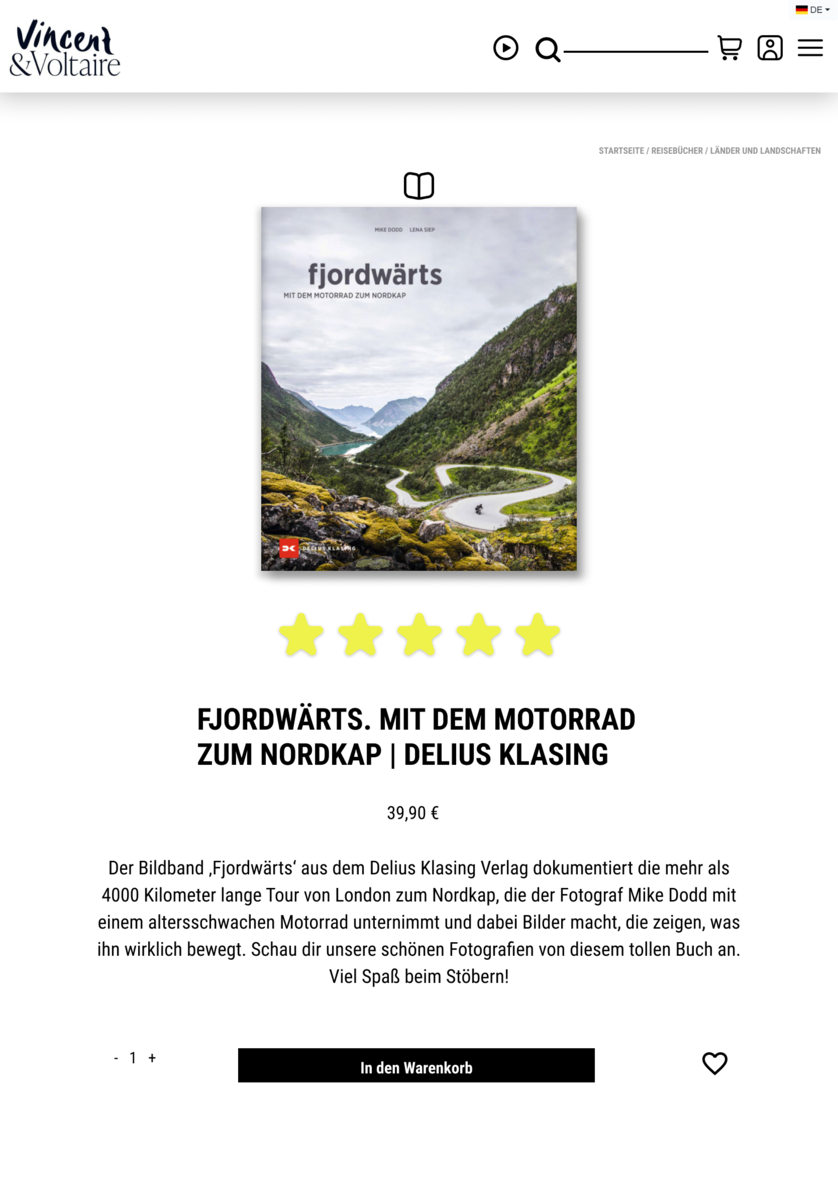 DE
Vincent
&Voltaire
STARTSEITE / REISEBÜCHER / LÄNDER UND LANDSCHAFTEN
MIKE DODD LENA SIEP
fjordwärts
MIT DEM MOTORRAD ZUM NORDKAP
DELIUS KLASING
FJORDWÄRTS. MIT DEM MOTORRAD
ZUM NORDKAP | DELIUS KLASING
39,90 €
Der Bildband ‚Fjordwärts‘ aus dem Delius Klasing Verlag dokumentiert die mehr als
4000 Kilometer lange Tour von London zum Nordkap, die der Fotograf Mike Dodd mit
einem altersschwachen Motorrad unternimmt und dabei Bilder macht, die zeigen, was
ihn wirklich bewegt. Schau dir unsere schönen Fotografien von diesem tollen Buch an.
Viel Spaß beim Stöbern!
- 1 +
In den Warenkorb